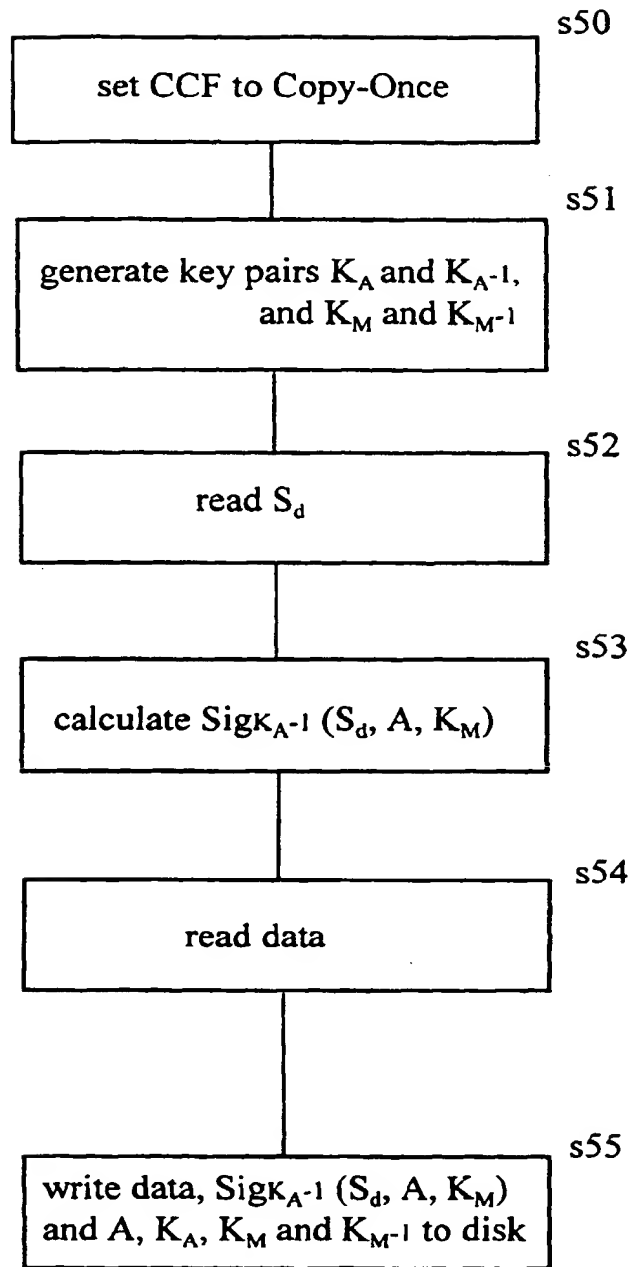 s50
set CCF to Copy-Once
s51
generate key pairs K_A and K_A-1,
and K_M and K_M-1
s52
read S_d
s53
calculate SigK_A-1 (S_d, A, K_M)
s54
read data
s55
write data, SigK_A-1 (S_d, A, K_M)
and A, K_A, K_M and K_M-1 to disk